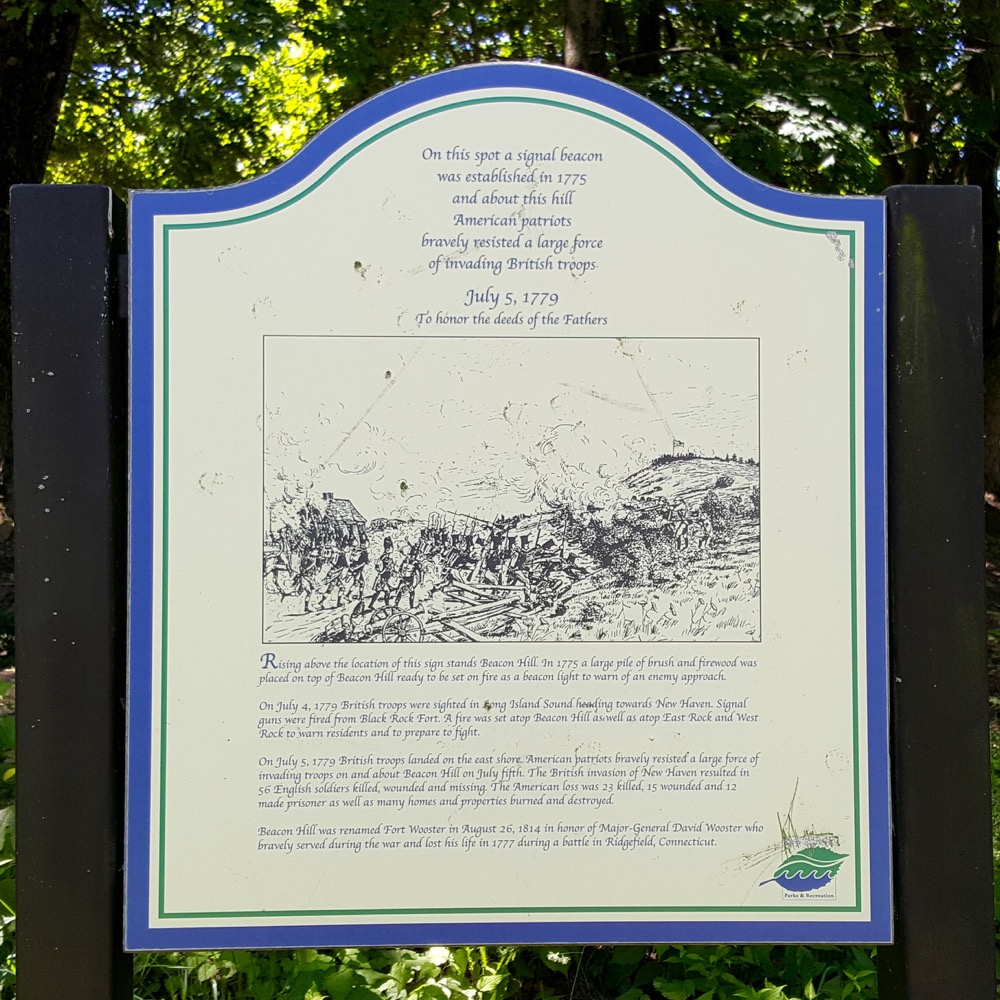 On this spot a signal beacon
was established in 1775
and about this hill
American patriots
bravely resisted a large force
of invading British troops
July 5, 1779
To honor the deeds of the Fathers
Rising above the location of this sign stands Beacon Hill. In 1775 a large pile of brush and firewood was
placed on top of Beacon Hill ready to be set on fire as a beacon light to warn of an enemy approach.
On July 4, 1779 British troops were sighted in Long Island Sound heading towards New Haven. Signal
guns were fired from Black Rock Fort. A fire was set atop Beacon Hill as well as atop East Rock and West
Rock to warn residents and to prepare to fight.
On July 5, 1779 British troops landed on the east shore. American patriots bravely resisted a large force of
invading troops on and about Beacon Hill on July fifth. The British invasion of New Haven resulted in
56 English soldiers killed, wounded and missing. The American loss was 23 killed, 15 wounded and 12
made prisoner as well as many homes and properties burned and destroyed.
Beacon Hill was renamed Fort Wooster in August 26, 1814 in honor of Major-General David Wooster who
bravely served during the war and lost his life in 1777 during a battle in Ridgefield, Connecticut.
Parks & Recreation